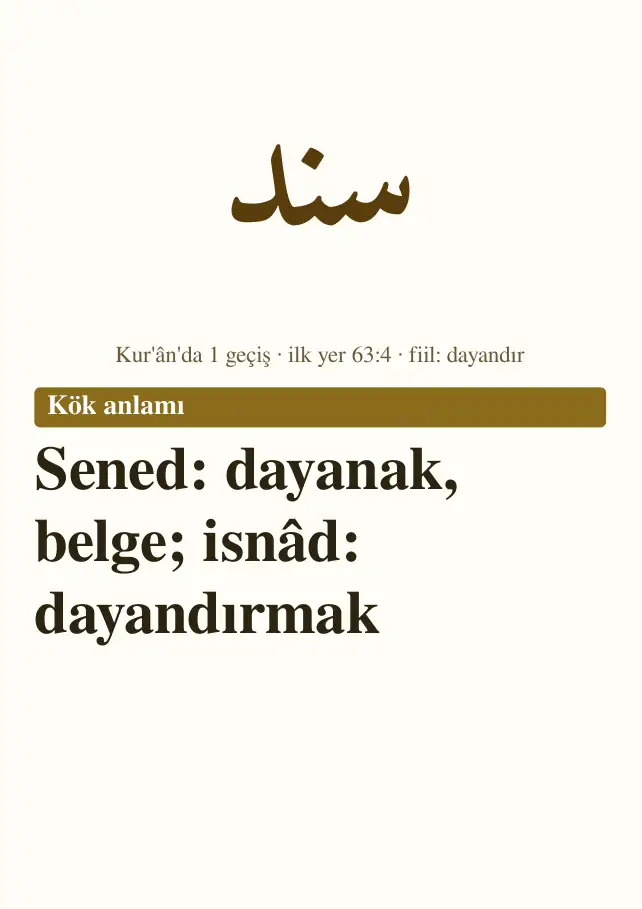 سند
Kur'ân'da 1 geçiş · ilk yer 63:4 · fiil: dayandır
Kök anlamı
Sened: dayanak,
belge; isnâd:
dayandırmak